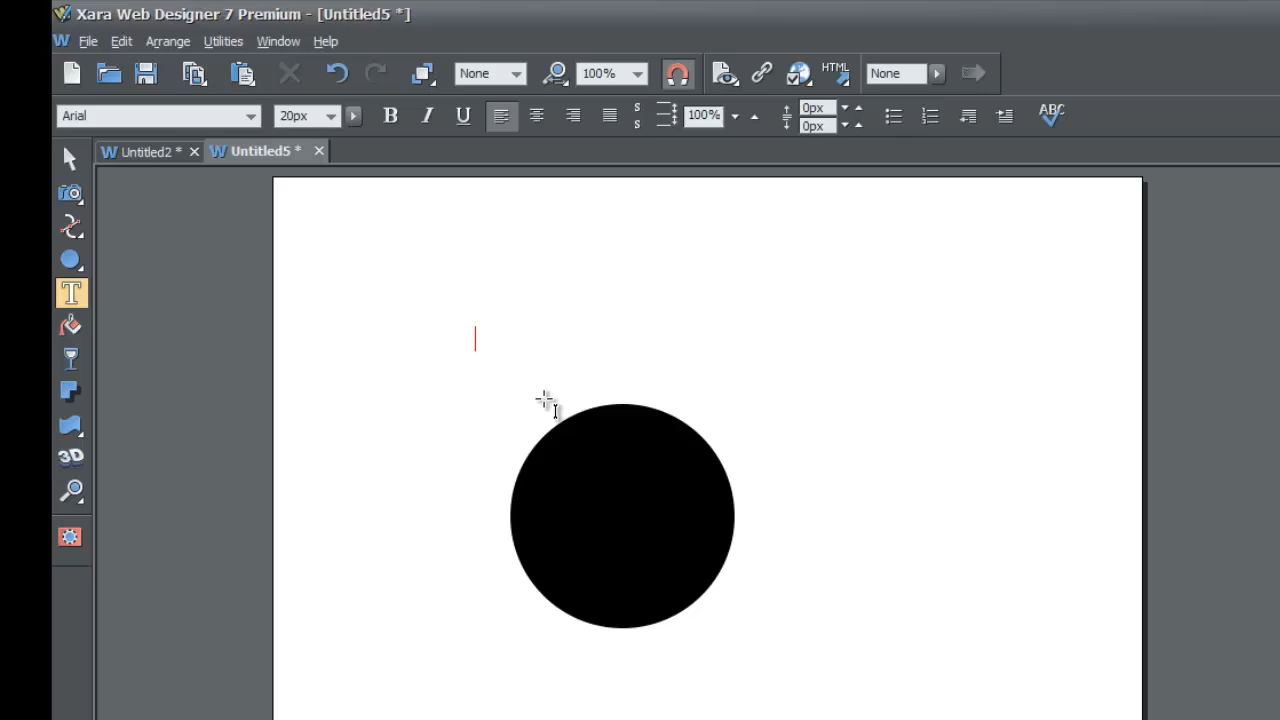 Xara Web Designer 7 Premium - [Untitled5 *]
W File Edit Arrange Utilities Window Help
None 100% HTML None
Arial 20px B I U S S 100% 0px 0px ABC
W Untitled2 * W Untitled5 *
T
3D